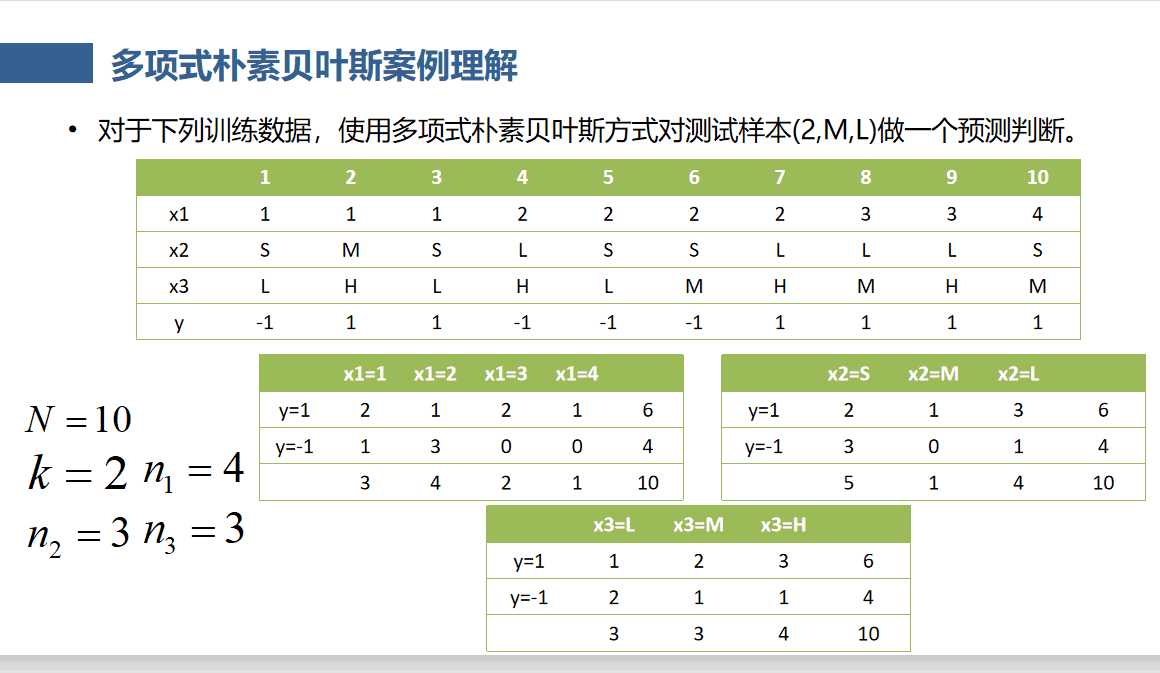 多项式朴素贝叶斯案例理解
• 对于下列训练数据，使用多项式朴素贝叶斯方式对测试样本(2,M,L)做一个预测判断。
1 2 3 4 5 6 7 8 9 10
x1 1 1 1 2 2 2 2 3 3 4
x2 S M S L S S L L L S
x3 L H L H L M H M H M
y -1 1 1 -1 -1 -1 1 1 1 1
x1=1 x1=2 x1=3 x1=4
y=1 2 1 2 1 6
y=-1 1 3 0 0 4
3 4 2 1 10
x2=S x2=M x2=L
y=1 2 1 3 6
y=-1 3 0 1 4
5 1 4 10
N = 10
k = 2 n₁ = 4
n₂ = 3 n₃ = 3
x3=L x3=M x3=H
y=1 1 2 3 6
y=-1 2 1 1 4
3 3 4 10